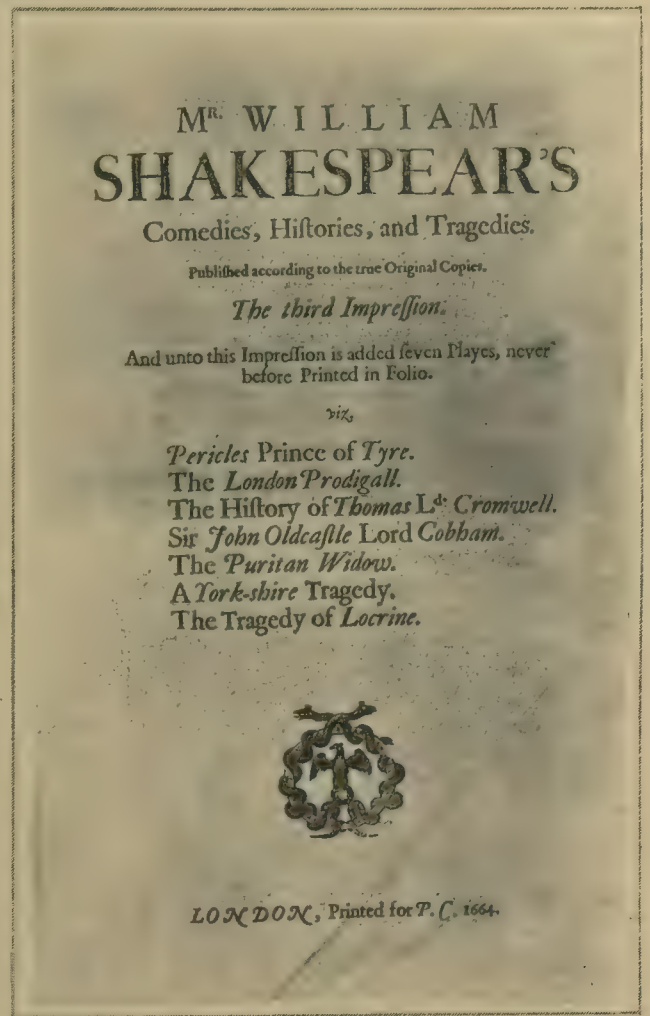 Mr. WILLIAM
SHAKESPEAR'S
Comedies, Hiſtories, and Tragedies.
Publiſhed according to the true Original Copies.
The third Impreſſion.
And unto this Impreſſion is added ſeven Playes, never
before Printed in Folio.
viz.
Pericles Prince of Tyre.
The London Prodigall.
The Hiſtory of Thomas Ld. Cromwell.
Sir John Oldcaſtle Lord Cobham.
The Puritan Widow.
A York-shire Tragedy.
The Tragedy of Locrine.
LONDON, Printed for P. C. 1664.